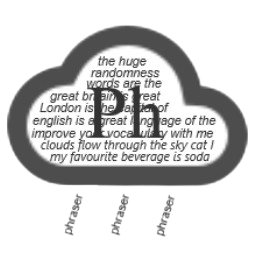 the huge
randomness
words are the
great britain is great
London is the capital of
english is a great language of the
improve your vocabulary with me
clouds flow through the sky cat I
my favourite beverage is soda
Ph
phraser phraser phraser